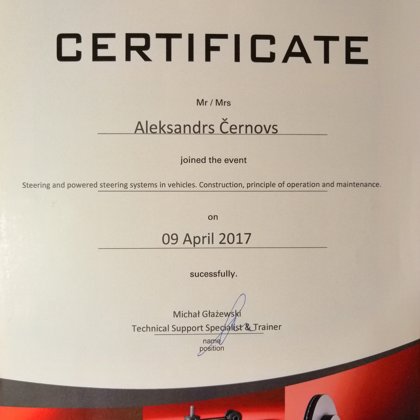 CERTIFICATE
Mr / Mrs
Aleksandrs Černovs
joined the event
Steering and powered steering systems in vehicles. Construction, principle of operation and maintenance.
on
09 April 2017
sucessfully.
Michał Głażewski
Technical Support Specialist & Trainer
name
position